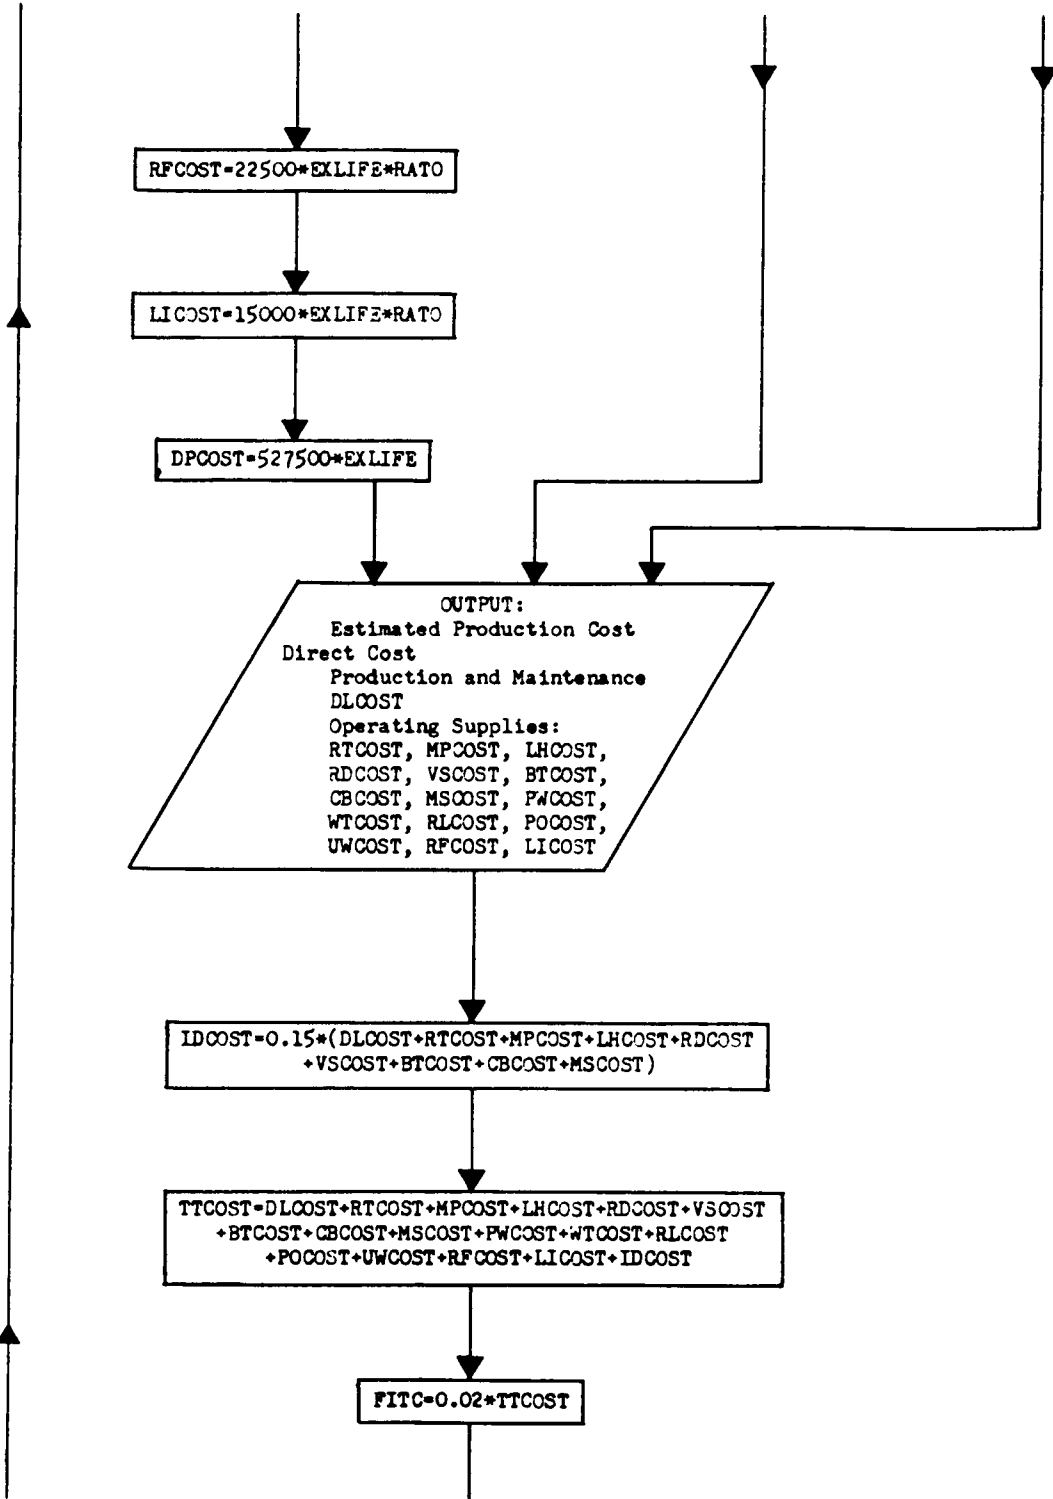 RFCOST=22500*EXLIFE*RATO
LICOST=15000*EXLIFE*RATO
DPCOST=527500*EXLIFE
OUTPUT:
Estimated Production Cost
Direct Cost
Production and Maintenance
DLCOST
Operating Supplies:
RTCOST, MPCOST, LHCOST,
RDCOST, VSCOST, BTCOST,
CBCOST, MSCOST, PWCOST,
WTCOST, RLCOST, POCOST,
UWCOST, RFCOST, LICOST
IDCOST=0.15*(DLCOST+RTCOST+MPCOST+LHCOST+RDCOST
+VSCOST+BTCOST+CBCOST+MSCOST)
TTCOST=DLCOST+RTCOST+MPCOST+LHCOST+RDCOST+VSCOST
+BTCOST+CBCOST+MSCOST+PWCOST+WTCOST+RLCOST
+POCOST+UWCOST+RFCOST+LICOST+IDCOST
FITC=0.02*TTCOST